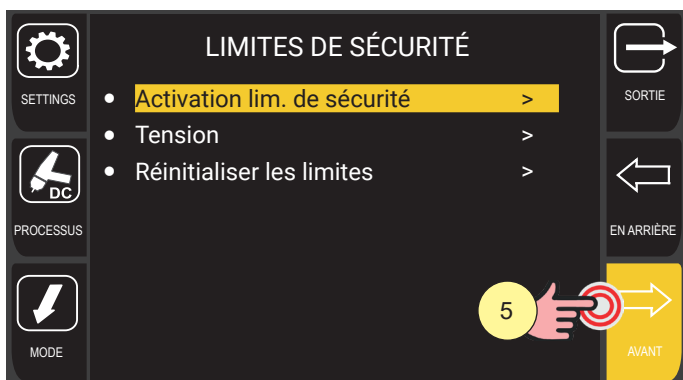 LIMITES DE SÉCURITÉ
SETTINGS
SORTIE
• Activation lim. de sécurité >
• Tension >
• Réinitialiser les limites >
DC
PROCESSUS
EN ARRIÈRE
5
MODE
AVANT